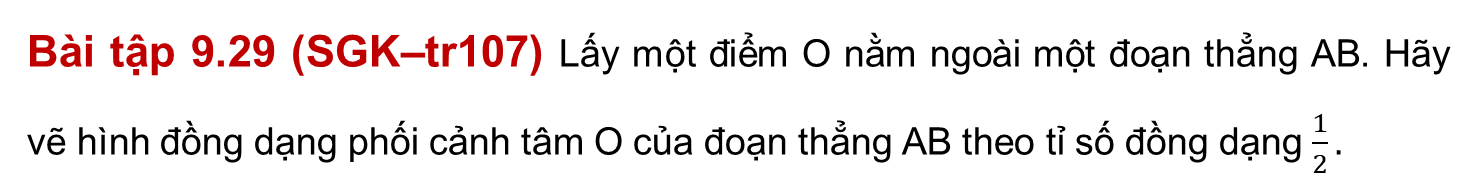 Bài tập 9.29 (SGK–tr107) Lấy một điểm O nằm ngoài một đoạn thẳng AB. Hãy
vẽ hình đồng dạng phối cảnh tâm O của đoạn thẳng AB theo tỉ số đồng dạng 1/2.